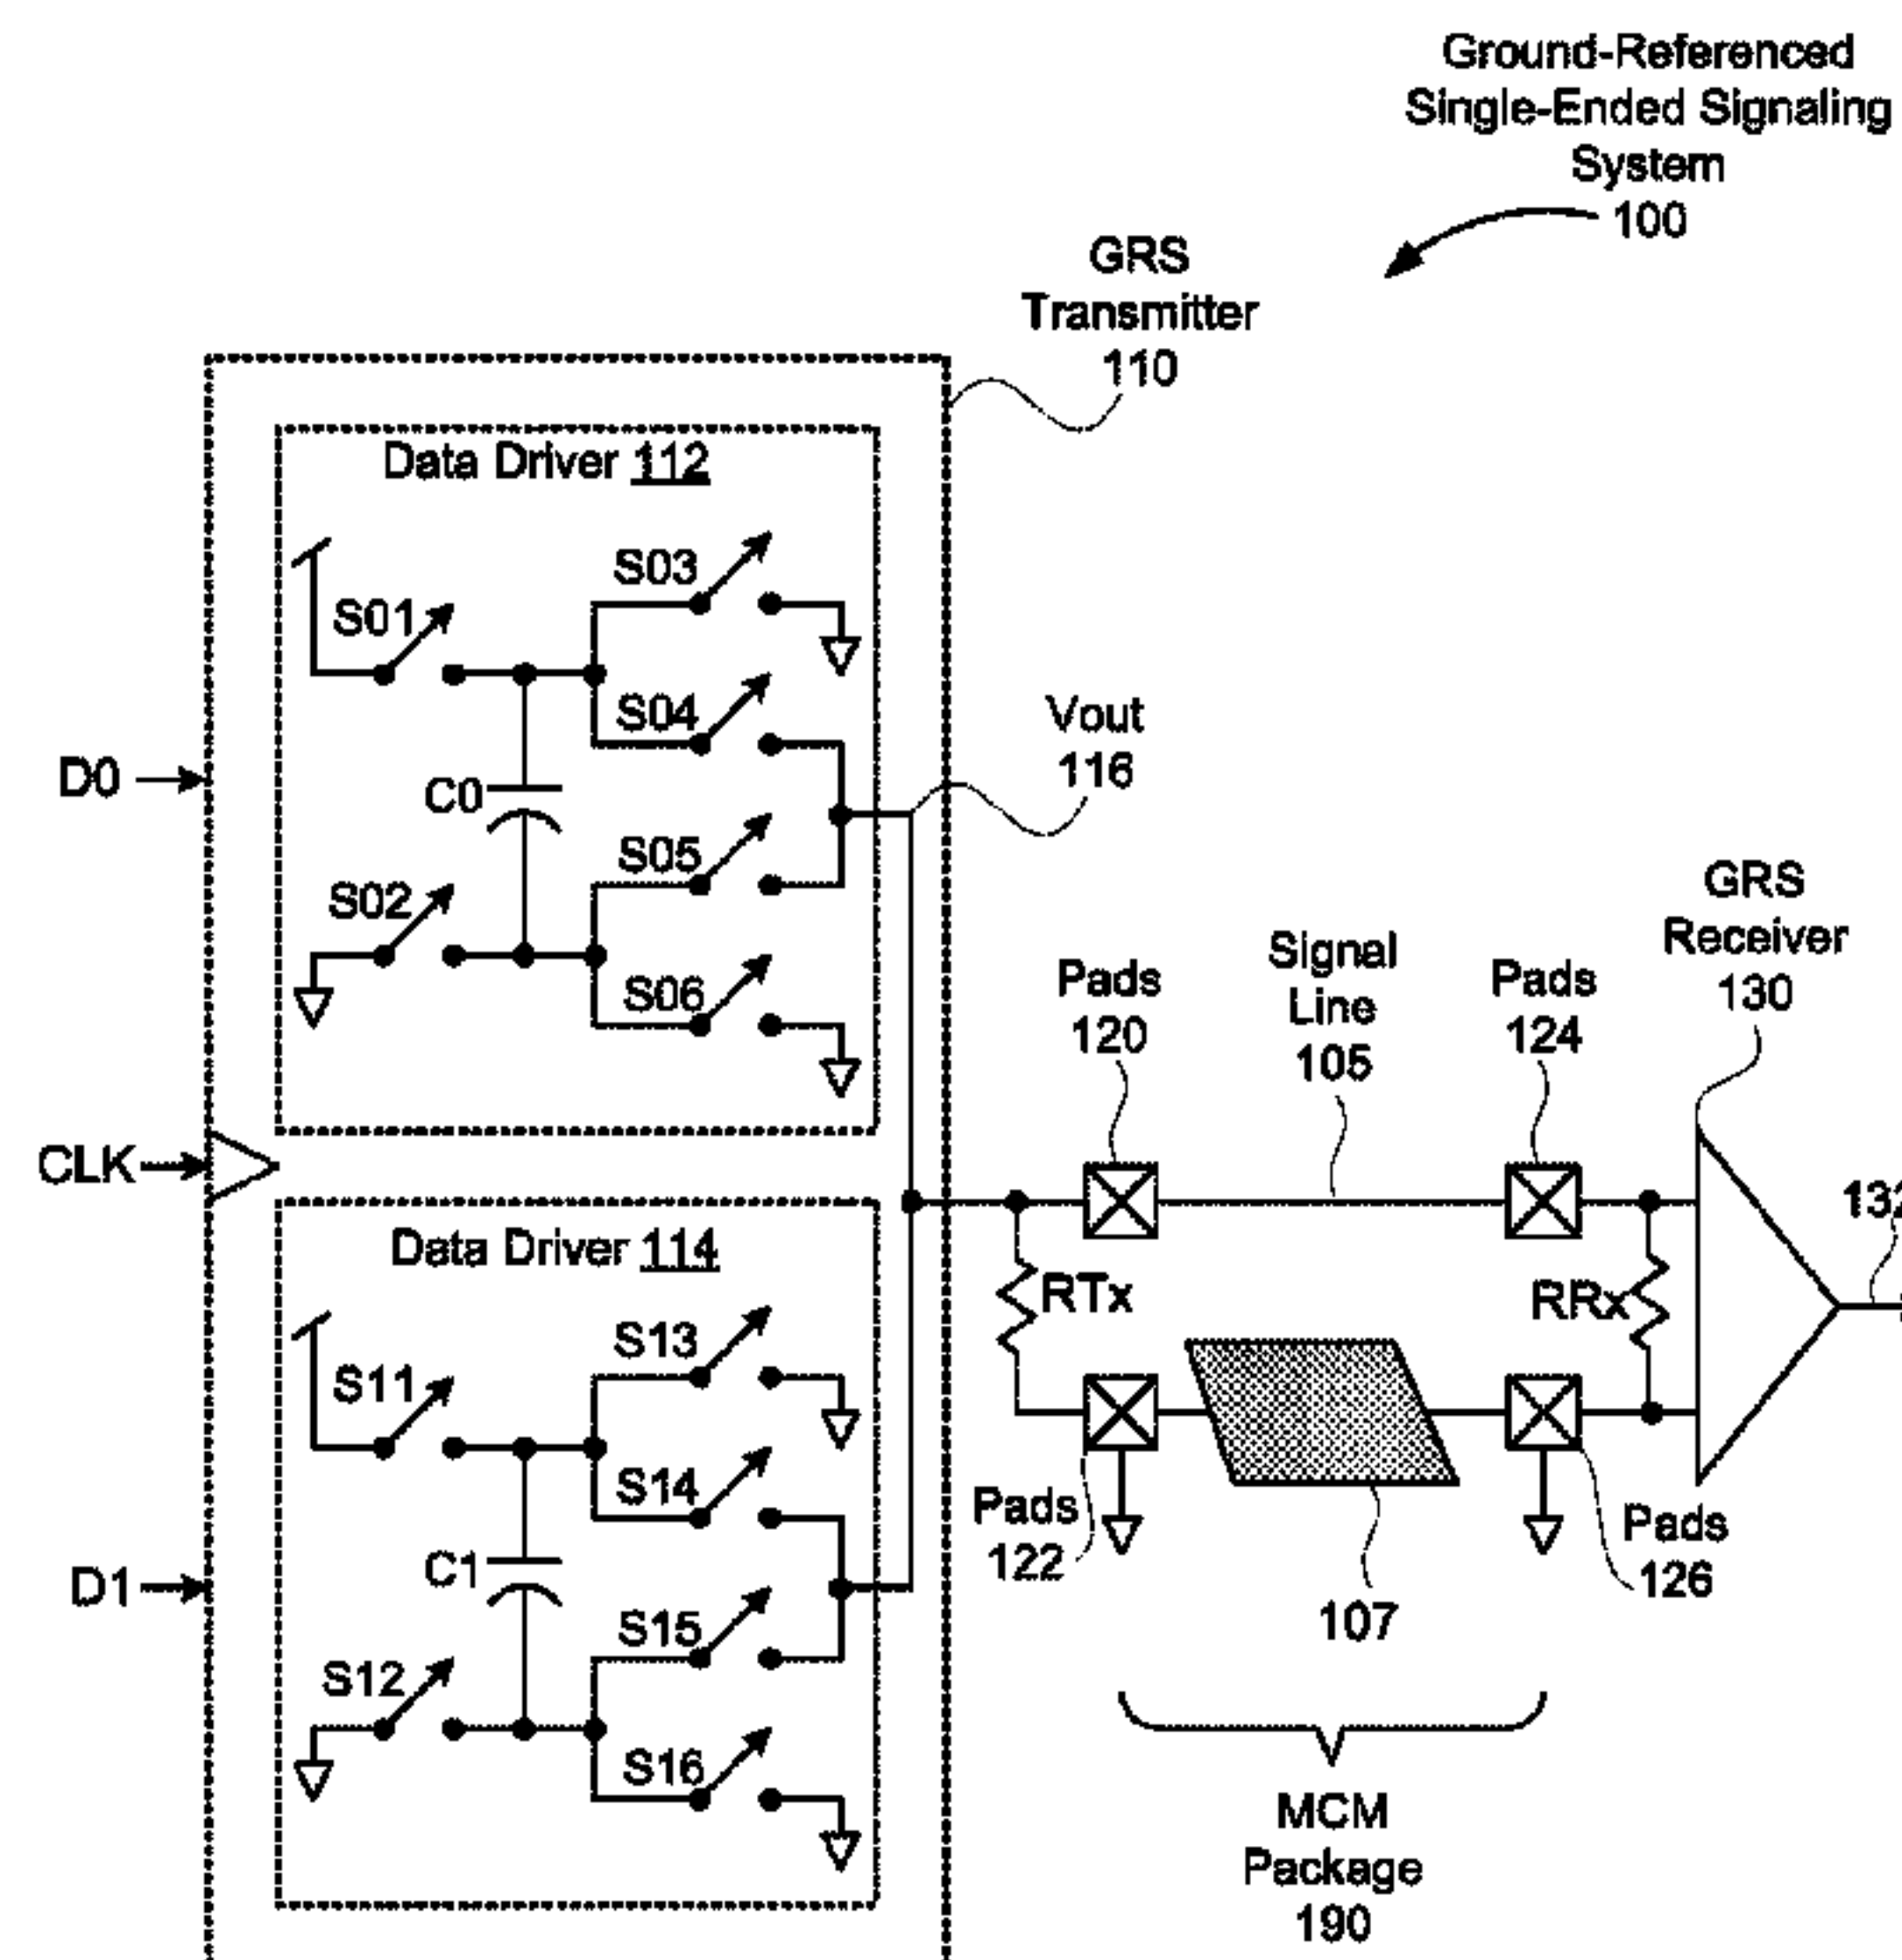 Ground-Referenced
Single-Ended Signaling
System
100
GRS
Transmitter
110
Data Driver 112
S03
S01
S04
Vout
116
D0
C0
S05
S02
S06
GRS
Receiver
130
Pads
120
Signal
Line
105
Pads
124
CLK
132
Data Driver 114
RTx
RRx
S13
S11
S14
Pads
122
Pads
126
C1
D1
107
S15
S12
S16
MCM
Package
190